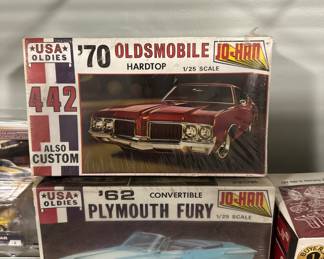 USA
OLDIES
'70 OLDSMOBILE
JO-HAN
HARDTOP 1/25 SCALE
442
ALSO
CUSTOM
USA
OLDIES
'62 CONVERTIBLE
JO-HAN
PLYMOUTH FURY
1/25 SCALE